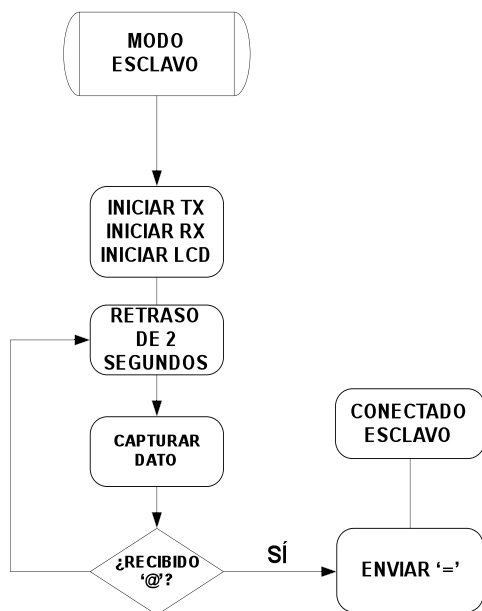 MODO
ESCLAVO
INICIAR TX
INICIAR RX
INICIAR LCD
RETRASO
DE 2
SEGUNDOS
CAPTURAR
DATO
¿RECIBIDO
‘@’?
SÍ
ENVIAR ‘=’
CONECTADO
ESCLAVO